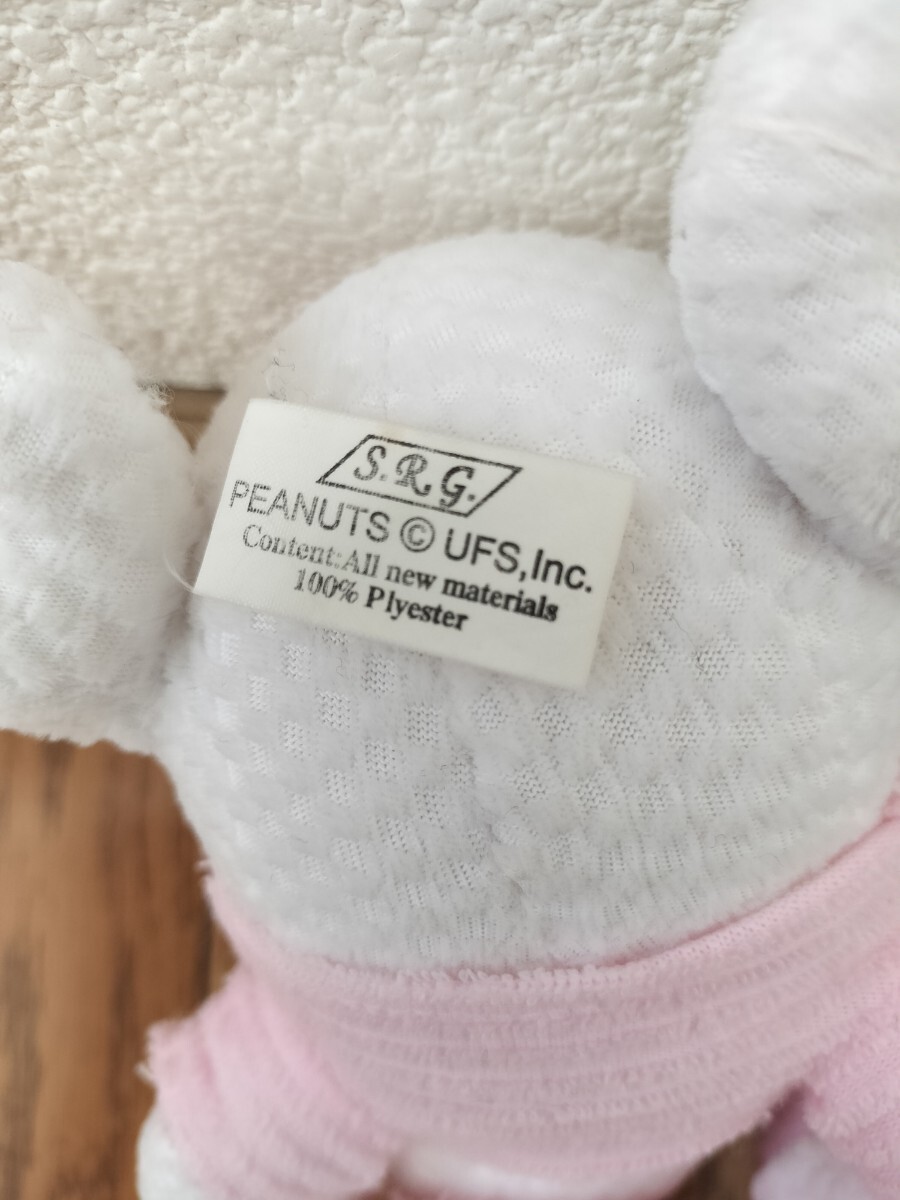 S.R.G.
PEANUTS © UFS,Inc.
Content:All new materials
100% Plyester